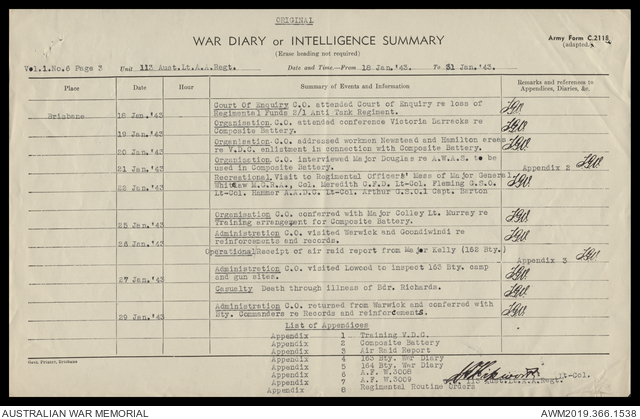 ORIGINAL
WAR DIARY or INTELLIGENCE SUMMARY
(Erase heading not required)
Army Form C.2118
(adapted.)
Vol.1.No.6 Page 3 Unit 113 Aust.Lt.A.A.Regt. Date and Time—From 18 Jan.'43. To 31 Jan.'43.
Place Date Hour Summary of Events and Information Remarks and references to Appendices, Diaries, &c.
Brisbane 18 Jan.'43 Court Of Enquiry C.O. attended Court of Enquiry re loss of
Regimental Funds 2/1 Anti Tank Regiment.
19 Jan.'43 Organisation C.O. attended conference Victoria Barracks re
Composite Battery.
20 Jan.'43 Organisation C.O. addressed workmen Newstead and Hamilton areas
re V.D.C. enlistment in connection with Composite Battery.
21 Jan.'43 Organisation C.O. interviewed Major Douglas re A.W.A.S. to be
used in Composite Battery. Appendix 2
22 Jan.'43 Recreational Visit to Regimental Officers' Mess of Major General
Whitlaw M.G.R.A., Col. Meredith G.F.D. Lt-Col. Fleming G.S.O.
Lt-Col. Hammer A.A.D.C. Lt-Col. Arthur G.S.O.1 Capt. Barton
25 Jan.'43 Organisation C.O. conferred with Major Colley Lt. Murray re
Training arrangement for Composite Battery.
26 Jan.'43 Administration C.O. visited Warwick and Goondiwindi re
reinforcements and records.
Operational Receipt of air raid report from Major Kelly (162 Bty.)
Appendix 3
27 Jan.'43 Administration C.O. visited Lowood to inspect 163 Bty. camp
and gun sites.
Casualty Death through illness of Bdr. Richards.
29 Jan.'43 Administration C.O. returned from Warwick and conferred with
Bty. Commanders re Records and reinforcements.
List of Appendices
Appendix 1 Training V.D.C.
Appendix 2 Composite Battery
Appendix 3 Air Raid Report
Appendix 4 163 Bty. War Diary
Appendix 5 164 Bty. War Diary
Appendix 6 A.F. W.3008
Appendix 7 A.F. W.3009
Appendix 8 Regimental Routine Orders
Lt-Col.
113 Aust.Lt.A.A.Regt.
Govt. Printer, Brisbane
AUSTRALIAN WAR MEMORIAL
AWM2019.366.1538